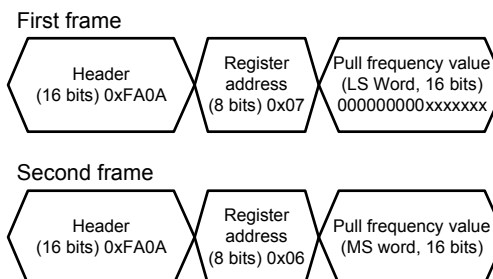 First frame
Header
(16 bits) 0xFA0A
Register
address
(8 bits) 0x07
Pull frequency value
(LS Word, 16 bits)
000000000xxxxxxx
Second frame
Header
(16 bits) 0xFA0A
Register
address
(8 bits) 0x06
Pull frequency value
(MS word, 16 bits)